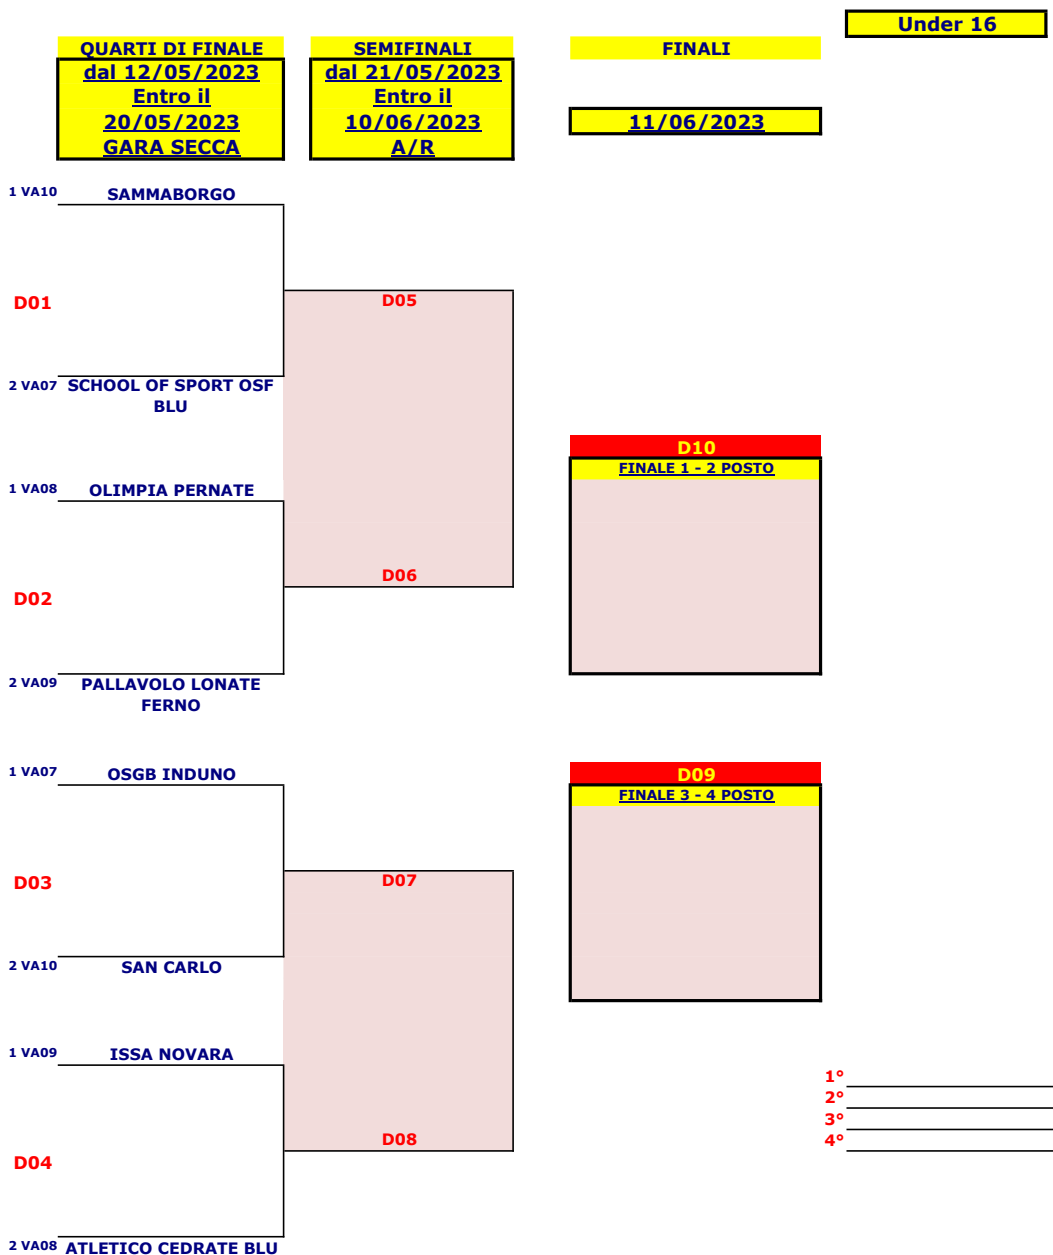 Under 16
QUARTI DI FINALE
dal 12/05/2023
Entro il
20/05/2023
GARA SECCA
SEMIFINALI
dal 21/05/2023
Entro il
10/06/2023
A/R
FINALI
11/06/2023
1 VA10 SAMMABORGO
D01
2 VA07 SCHOOL OF SPORT OSF
BLU
1 VA08 OLIMPIA PERNATE
D02
2 VA09 PALLAVOLO LONATE
FERNO
1 VA07 OSGB INDUNO
D03
2 VA10 SAN CARLO
1 VA09 ISSA NOVARA
D04
2 VA08 ATLETICO CEDRATE BLU
D05
D06
D07
D08
D10
FINALE 1 - 2 POSTO
D09
FINALE 3 - 4 POSTO
1°
2°
3°
4°